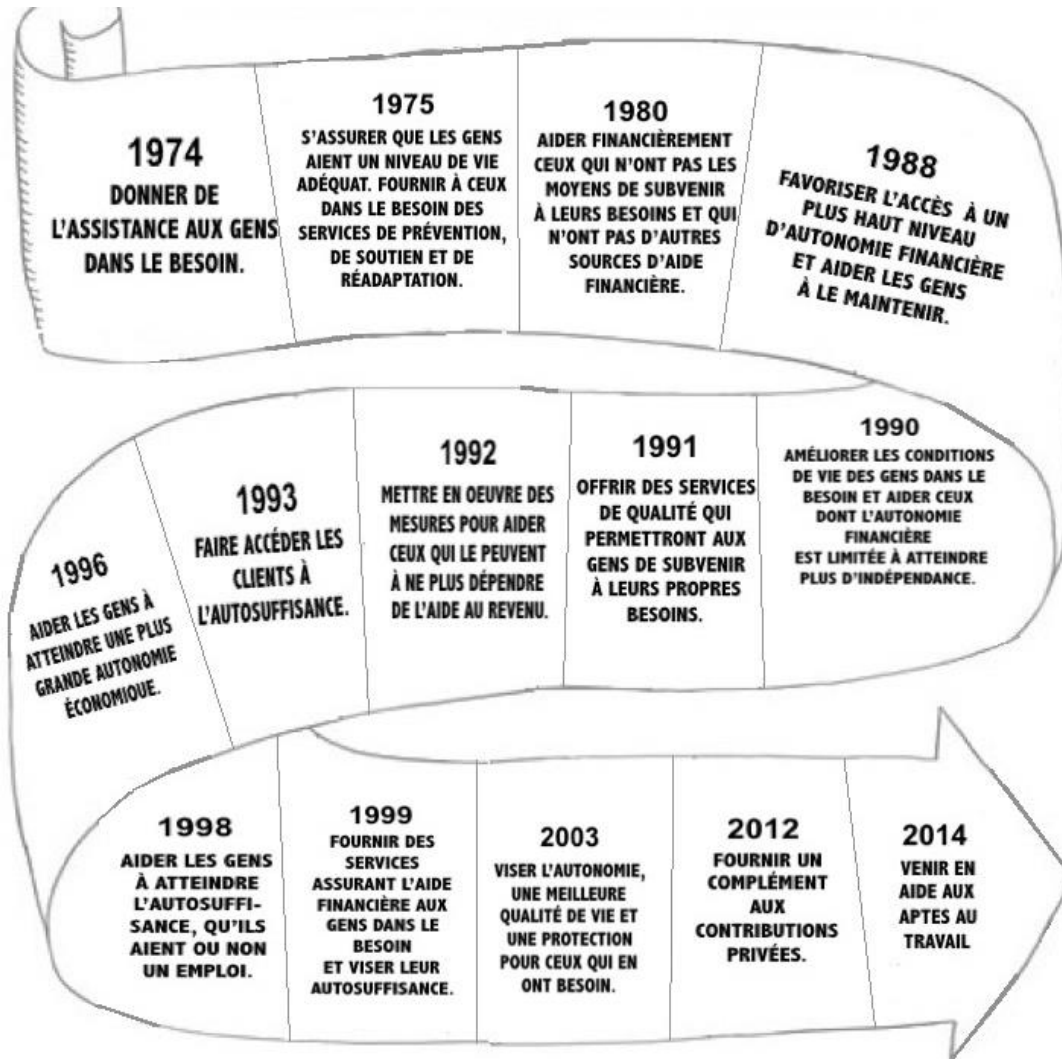 1974
DONNER DE
L'ASSISTANCE AUX GENS
DANS LE BESOIN.
1975
S'ASSURER QUE LES GENS
AIENT UN NIVEAU DE VIE
ADÉQUAT. FOURNIR À CEUX
DANS LE BESOIN DES
SERVICES DE PRÉVENTION,
DE SOUTIEN ET DE
RÉADAPTATION.
1980
AIDER FINANCIÈREMENT
CEUX QUI N'ONT PAS LES
MOYENS DE SUBVENIR
À LEURS BESOINS ET QUI
N'ONT PAS D'AUTRES
SOURCES D'AIDE
FINANCIÈRE.
1988
FAVORISER L'ACCÈS À UN
PLUS HAUT NIVEAU
D'AUTONOMIE FINANCIÈRE
ET AIDER LES GENS
À LE MAINTENIR.
1990
AMÉLIORER LES CONDITIONS
DE VIE DES GENS DANS LE
BESOIN ET AIDER CEUX
DONT L'AUTONOMIE
FINANCIÈRE
EST LIMITÉE À ATTEINDRE
PLUS D'INDÉPENDANCE.
1991
OFFRIR DES SERVICES
DE QUALITÉ QUI
PERMETTRONT AUX
GENS DE SUBVENIR
À LEURS PROPRES
BESOINS.
1992
METTRE EN OEUVRE DES
MESURES POUR AIDER
CEUX QUI LE PEUVENT
À NE PLUS DÉPENDRE
DE L'AIDE AU REVENU.
1993
FAIRE ACCÉDER LES
CLIENTS À
L'AUTOSUFFISANCE.
1996
AIDER LES GENS À
ATTEINDRE UNE PLUS
GRANDE AUTONOMIE
ÉCONOMIQUE.
1998
AIDER LES GENS
À ATTEINDRE
L'AUTOSUFFI-
SANCE, QU'ILS
AIENT OU NON
UN EMPLOI.
1999
FOURNIR DES
SERVICES
ASSURANT L'AIDE
FINANCIÈRE AUX
GENS DANS LE
BESOIN
ET VISER LEUR
AUTOSUFFISANCE.
2003
VISER L'AUTONOMIE,
UNE MEILLEURE
QUALITÉ DE VIE ET
UNE PROTECTION
POUR CEUX QUI EN
ONT BESOIN.
2012
FOURNIR UN
COMPLÉMENT
AUX
CONTRIBUTIONS
PRIVÉES.
2014
VENIR EN
AIDE AUX
APTES AU
TRAVAIL